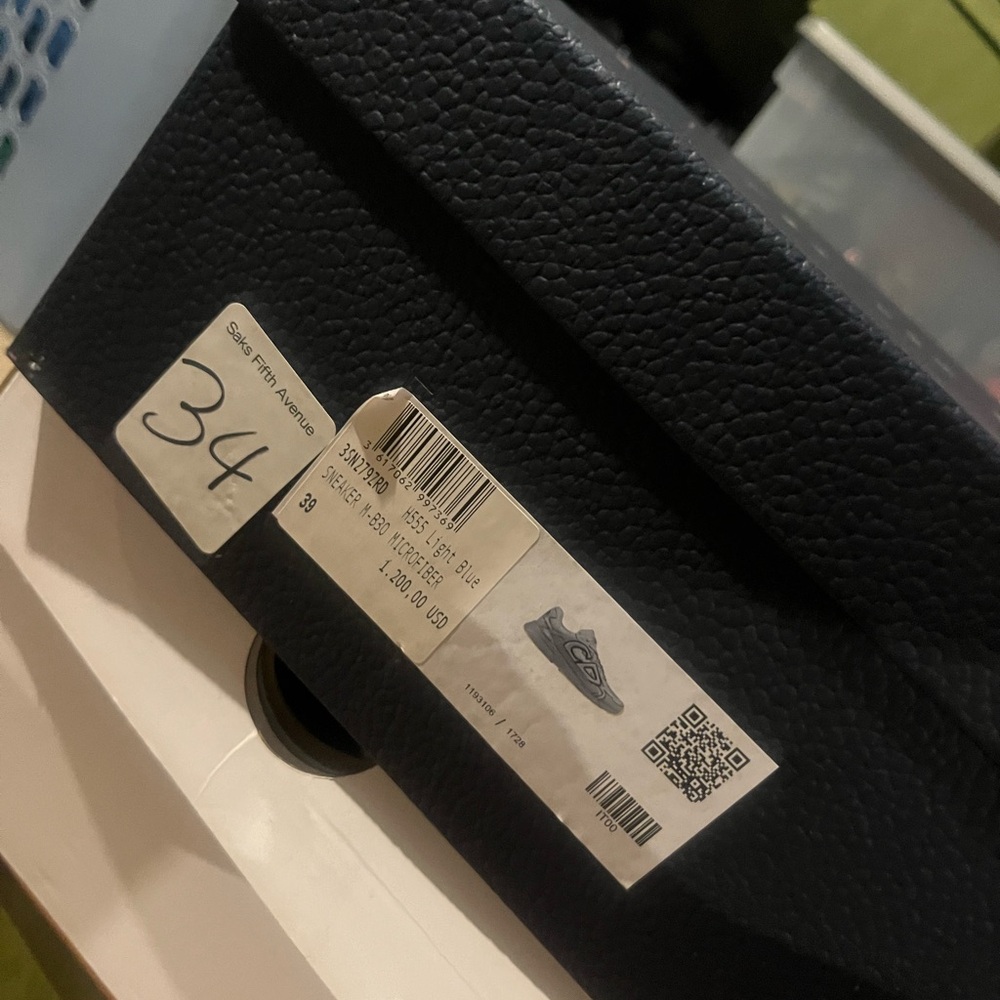 Saks Fifth Avenue
34
3 617062 997369
3SN279ZRD H555 Light Blue
SNEAKER M-B30 MICROFIBER
39 1.200,00 USD
CD
1193106 / 1728
IT00